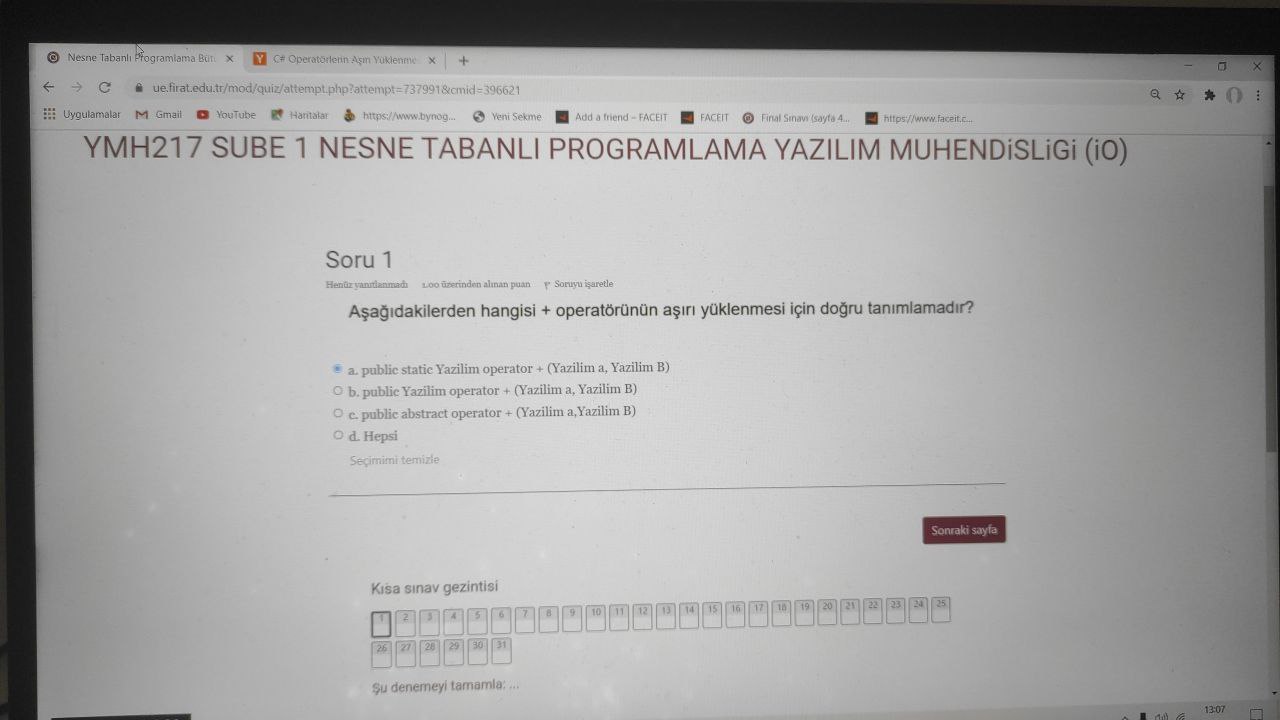 Nesne Tabanlı Programlama Büt
C# Operatörlerin Aşırı Yüklenme
ue.firat.edu.tr/mod/quiz/attempt.php?attempt=737991&cmid=396621
Uygulamalar Gmail YouTube Haritalar https://www.bynog... Yeni Sekme Add a friend – FACEIT FACEIT Final Sınavı (sayfa 4... https://www.faceit.c...
YMH217 SUBE 1 NESNE TABANLI PROGRAMLAMA YAZILIM MUHENDiSLiGi (iO)
Soru 1
Henüz yanıtlanmadı 1.00 üzerinden alınan puan Soruyu işaretle
Aşağıdakilerden hangisi + operatörünün aşırı yüklenmesi için doğru tanımlamadır?
a. public static Yazilim operator + (Yazilim a, Yazilim B)
b. public Yazilim operator + (Yazilim a, Yazilim B)
c. public abstract operator + (Yazilim a,Yazilim B)
d. Hepsi
Seçimimi temizle
Sonraki sayfa
Kısa sınav gezintisi
1 2 3 4 5 6 7 8 9 10 11 12 13 14 15 16 17 18 19 20 21 22 23 24 25
26 27 28 29 30 31
Şu denemeyi tamamla: ...
13:07